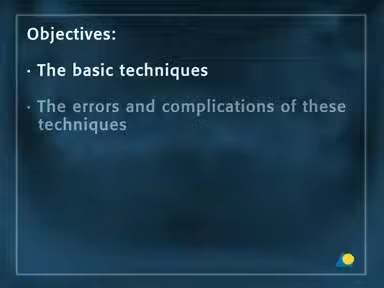 Objectives:
· The basic techniques
· The errors and complications of these
techniques